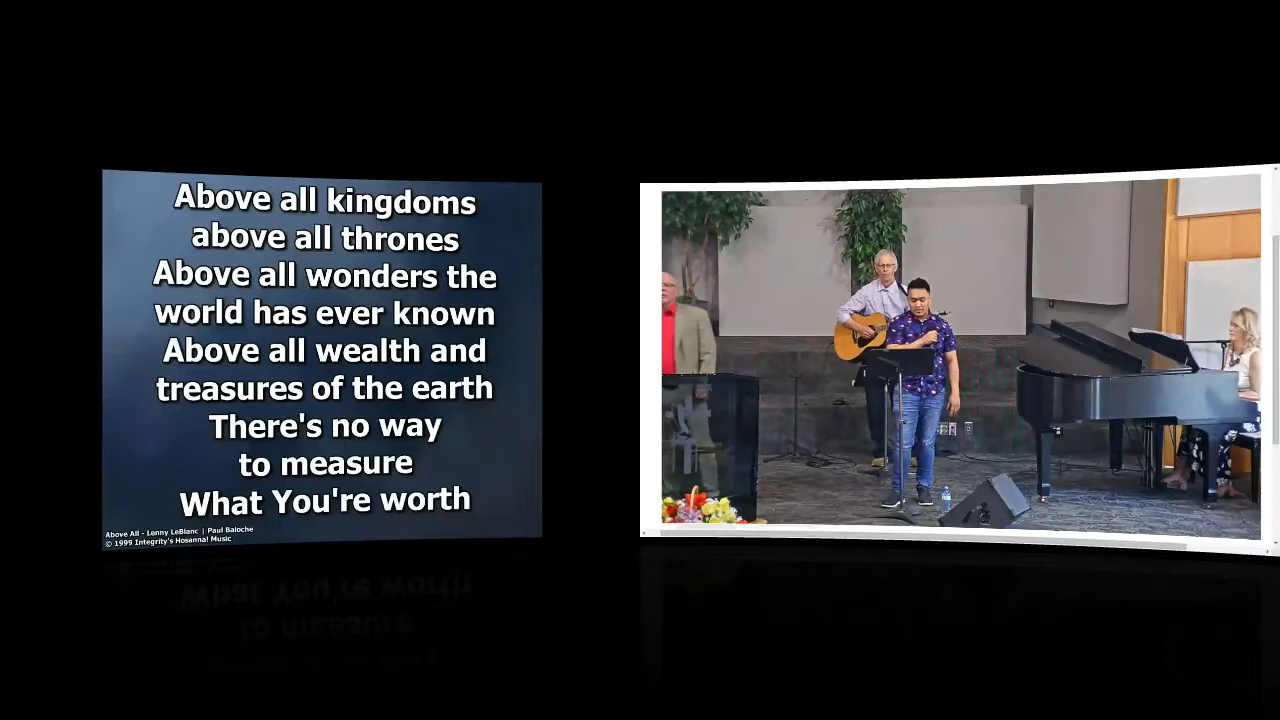 Above all kingdoms
above all thrones
Above all wonders the
world has ever known
Above all wealth and
treasures of the earth
There's no way
to measure
What You're worth
Above All - Lenny LeBlanc | Paul Baloche
© 1999 Integrity's Hosanna! Music